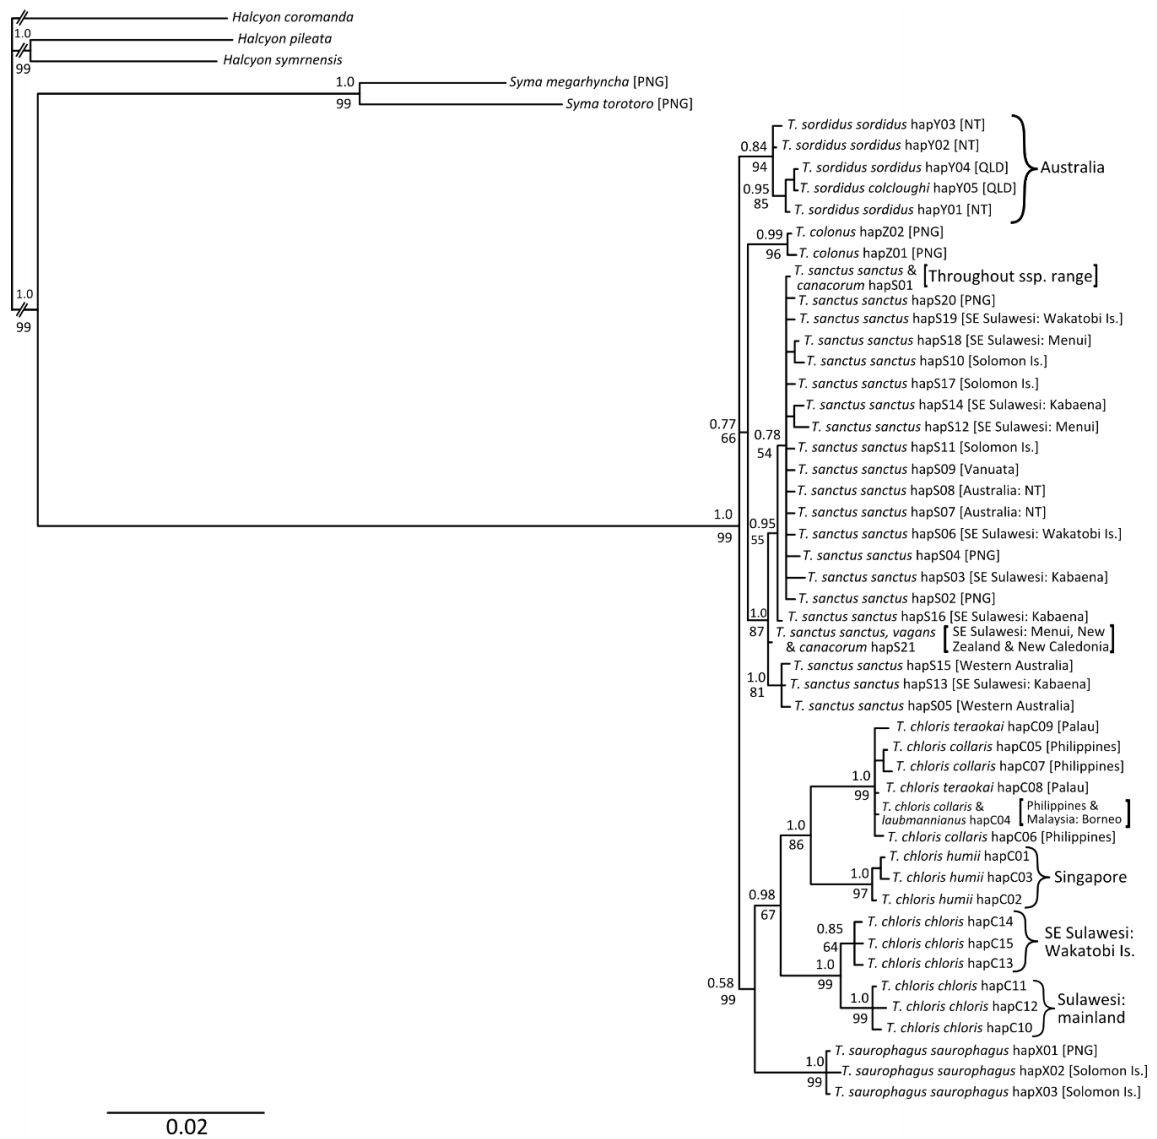 Halcyon coromanda
1.0
Halcyon pileata
99
Halcyon symrnensis
1.0
Syma megarhyncha [PNG]
99
Syma torotoro [PNG]
T. sordidus sordidus hapY03 [NT]
0.84
T. sordidus sordidus hapY02 [NT]
94
T. sordidus sordidus hapY04 [QLD]
Australia
0.95
T. sordidus colcloughi hapY05 [QLD]
85
T. sordidus sordidus hapY01 [NT]
0.99
T. colonus hapZ02 [PNG]
96
T. colonus hapZ01 [PNG]
T. sanctus sanctus &
canacorum hapS01
[Throughout ssp. range]
1.0
99
T. sanctus sanctus hapS20 [PNG]
T. sanctus sanctus hapS19 [SE Sulawesi: Wakatobi Is.]
T. sanctus sanctus hapS18 [SE Sulawesi: Menui]
T. sanctus sanctus hapS10 [Solomon Is.]
T. sanctus sanctus hapS17 [Solomon Is.]
T. sanctus sanctus hapS14 [SE Sulawesi: Kabaena]
0.77
66
0.78
54
T. sanctus sanctus hapS12 [SE Sulawesi: Menui]
T. sanctus sanctus hapS11 [Solomon Is.]
T. sanctus sanctus hapS09 [Vanuata]
T. sanctus sanctus hapS08 [Australia: NT]
T. sanctus sanctus hapS07 [Australia: NT]
1.0
99
0.95
55
T. sanctus sanctus hapS06 [SE Sulawesi: Wakatobi Is.]
T. sanctus sanctus hapS04 [PNG]
T. sanctus sanctus hapS03 [SE Sulawesi: Kabaena]
T. sanctus sanctus hapS02 [PNG]
1.0
87
T. sanctus sanctus hapS16 [SE Sulawesi: Kabaena]
T. sanctus sanctus, vagans
& canacorum hapS21
[SE Sulawesi: Menui, New
Zealand & New Caledonia]
T. sanctus sanctus hapS15 [Western Australia]
1.0
81
T. sanctus sanctus hapS13 [SE Sulawesi: Kabaena]
T. sanctus sanctus hapS05 [Western Australia]
T. chloris teraokai hapC09 [Palau]
T. chloris collaris hapC05 [Philippines]
T. chloris collaris hapC07 [Philippines]
1.0
99
T. chloris teraokai hapC08 [Palau]
T. chloris collaris &
laubmannianus hapC04
[Philippines &
Malaysia: Borneo]
1.0
86
T. chloris collaris hapC06 [Philippines]
T. chloris humii hapC01
1.0
97
T. chloris humii hapC03
Singapore
T. chloris humii hapC02
0.98
67
T. chloris chloris hapC14
0.85
64
T. chloris chloris hapC15
SE Sulawesi:
Wakatobi Is.
T. chloris chloris hapC13
1.0
99
0.58
99
T. chloris chloris hapC11
1.0
99
T. chloris chloris hapC12
Sulawesi:
mainland
T. chloris chloris hapC10
T. saurophagus saurophagus hapX01 [PNG]
1.0
99
T. saurophagus saurophagus hapX02 [Solomon Is.]
T. saurophagus saurophagus hapX03 [Solomon Is.]
0.02